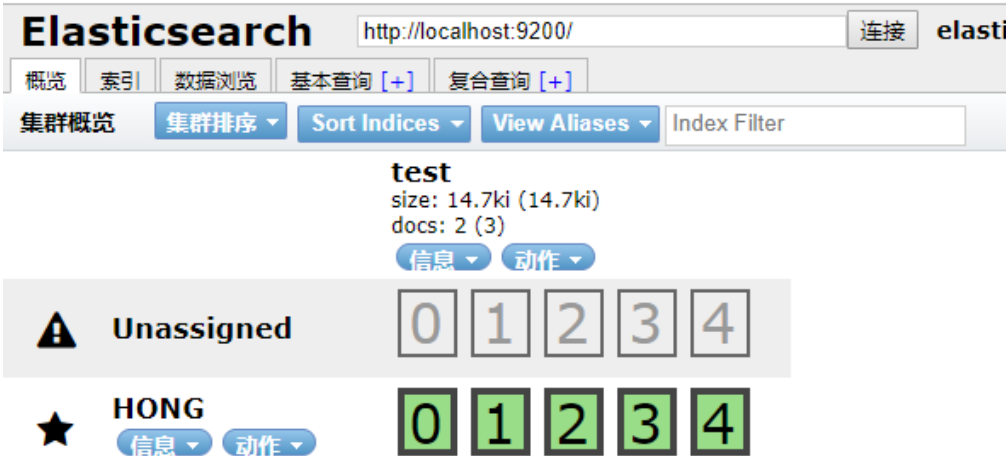 Elasticsearch http://localhost:9200/ 连接 elasti
概览 索引 数据浏览 基本查询 [+] 复合查询 [+]
集群概览 集群排序 Sort Indices View Aliases Index Filter
test
size: 14.7ki (14.7ki)
docs: 2 (3)
信息 动作
Unassigned 0 1 2 3 4
HONG 0 1 2 3 4
信息 动作